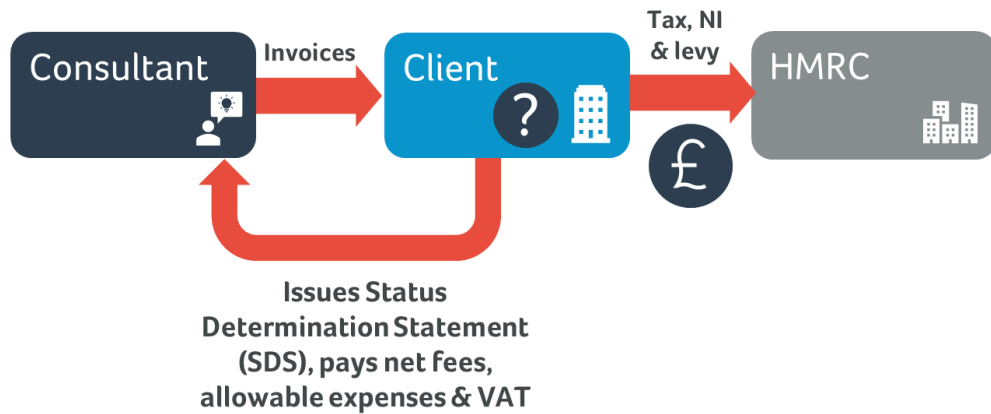 Consultant
Invoices
Client
?
Tax, NI
& levy
£
HMRC
Issues Status
Determination Statement
(SDS), pays net fees,
allowable expenses & VAT